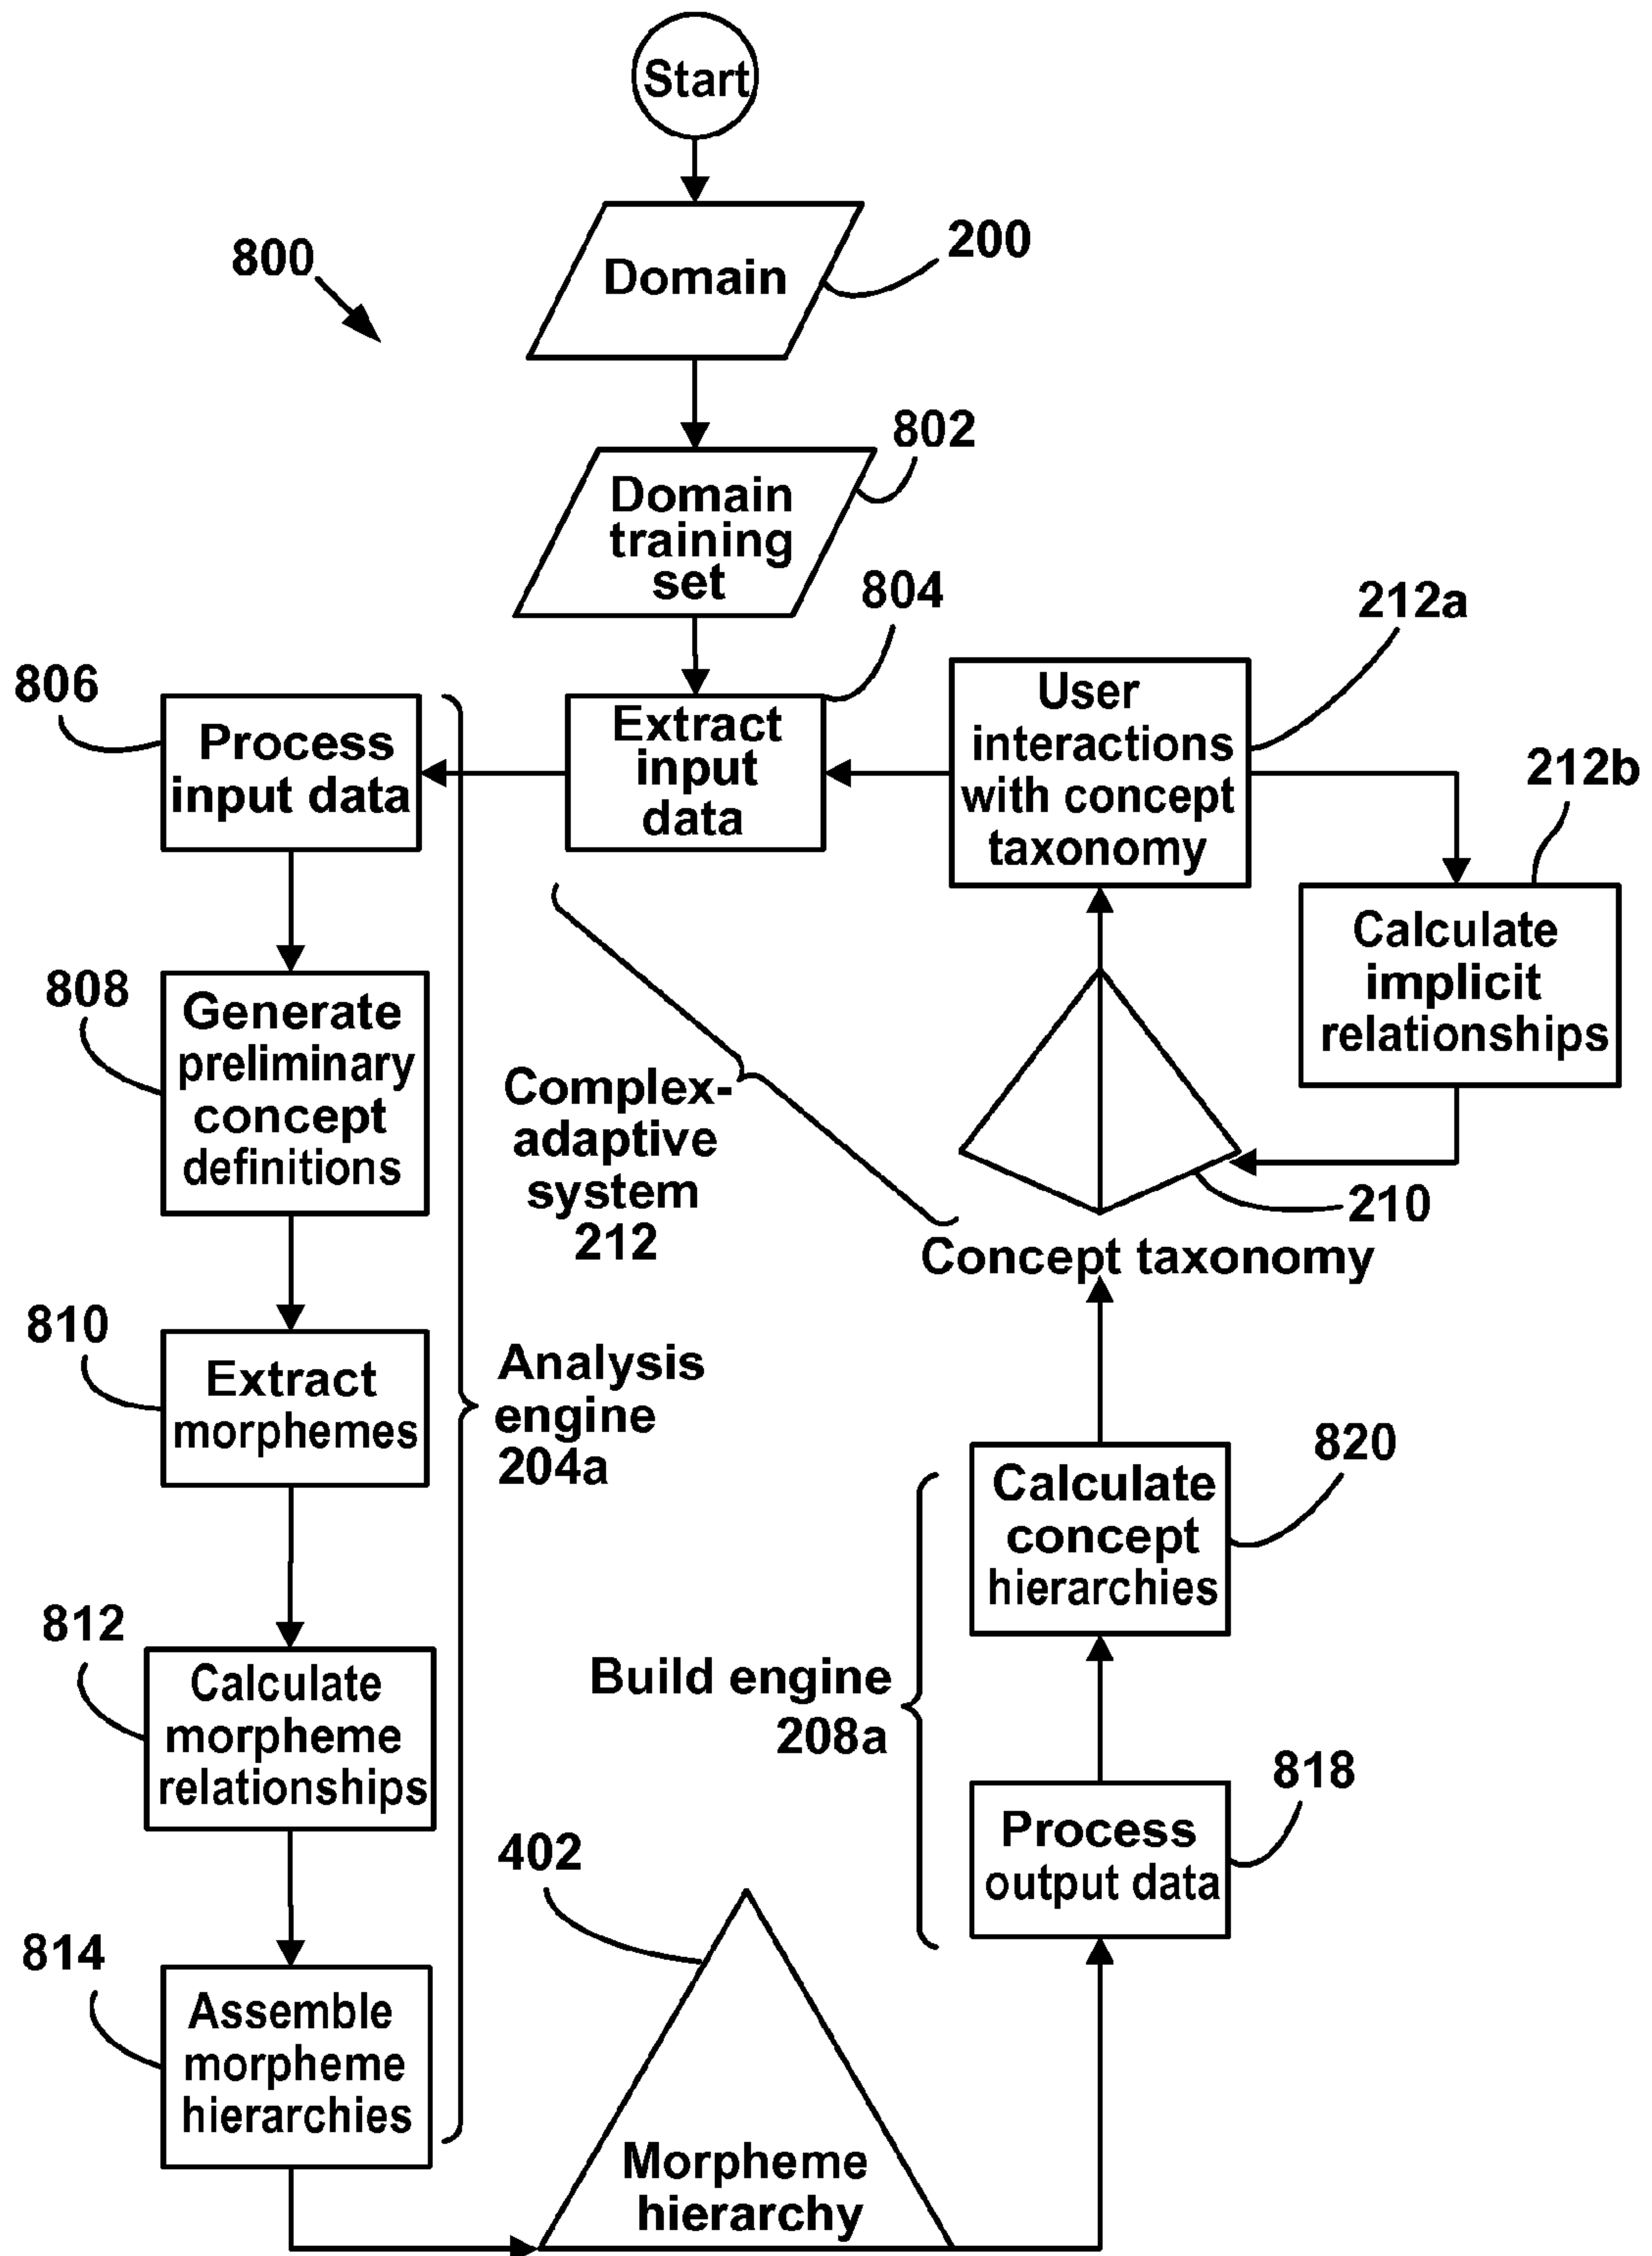 Start
800
Domain
200
Domain
training
set
802
804
Extract
input
data
806
Process
input data
User
interactions
with concept
taxonomy
212a
212b
Calculate
implicit
relationships
808
Generate
preliminary
concept
definitions
Complex-
adaptive
system
212
210
Concept taxonomy
810
Extract
morphemes
Analysis
engine
204a
812
Calculate
morpheme
relationships
820
Calculate
concept
hierarchies
Build engine
208a
818
Process
output data
814
Assemble
morpheme
hierarchies
402
Morpheme
hierarchy